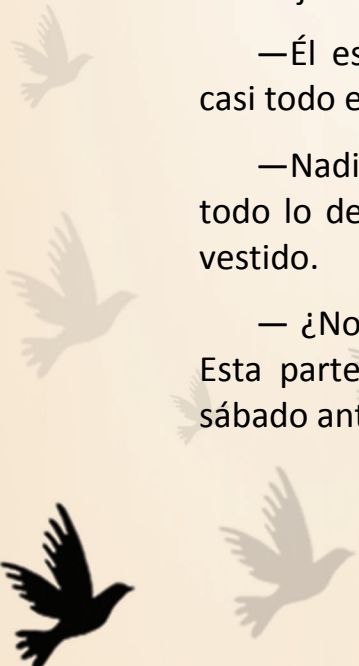 —Él es
casi todo e
—Nadi
todo lo de
vestido.
— ¿No
Esta parte
sábado ant